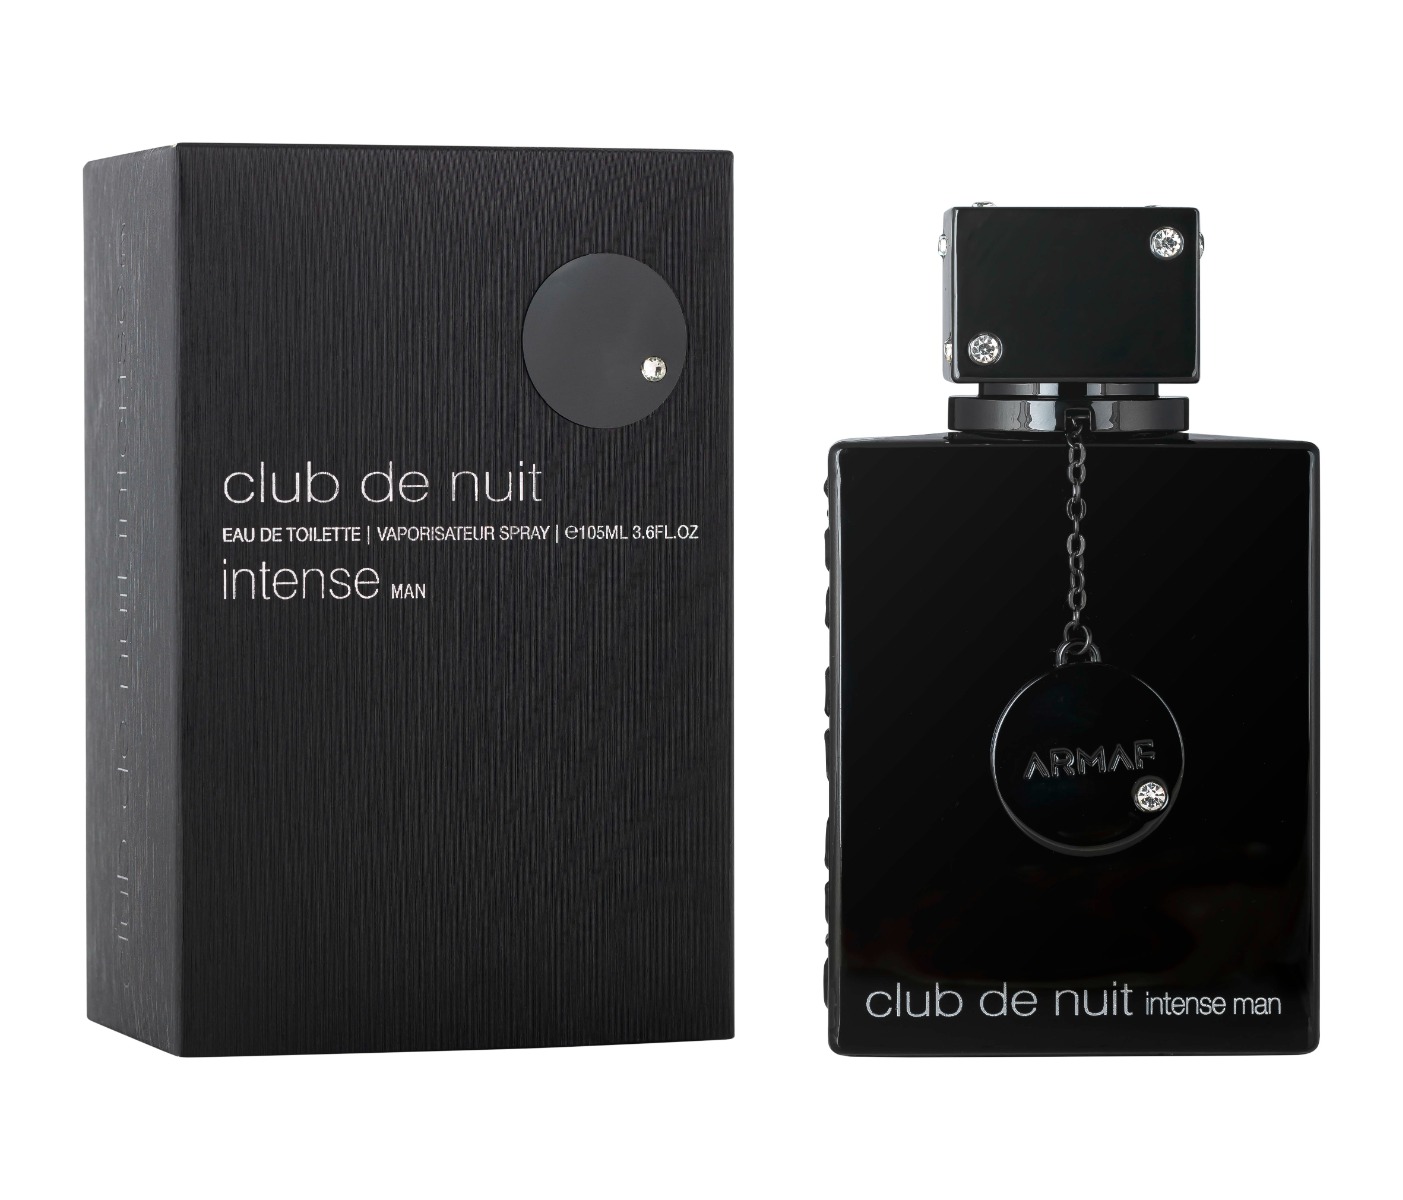 club de nuit
EAU DE TOILETTE | VAPORISATEUR SPRAY | ℮105ML 3.6FL.OZ
intense MAN
ARMAF
club de nuit intense man